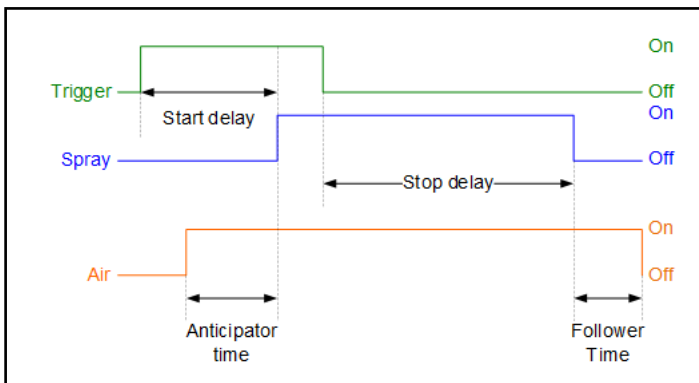 On
Trigger
Off
Start delay
On
Spray
Off
Stop delay
On
Air
Off
Anticipator
time
Follower
Time